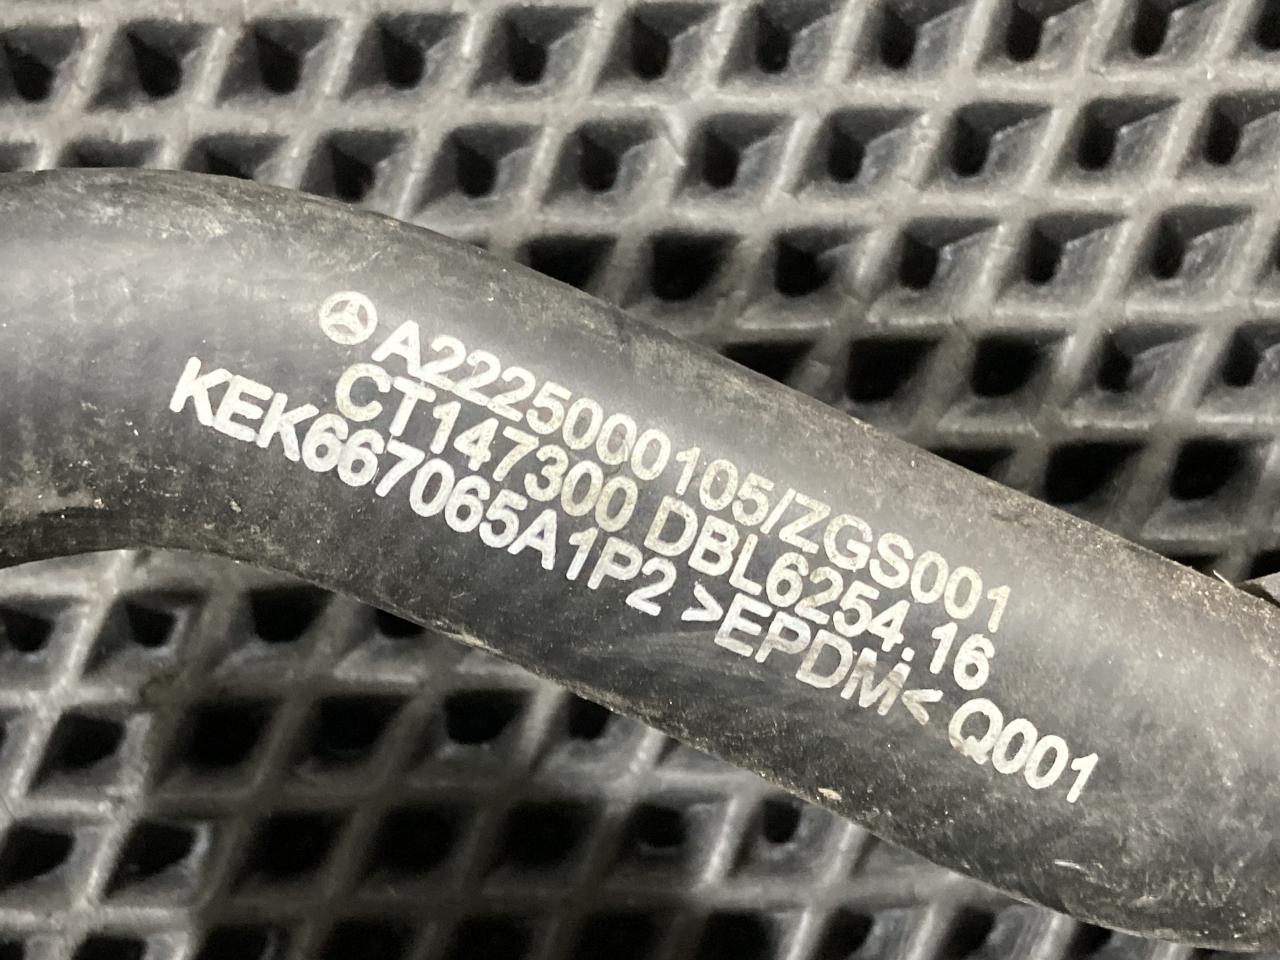 A2225000105/ZGS001
CT147300 DBL6254.16
KEK667065A1P2 >EPDM< Q001